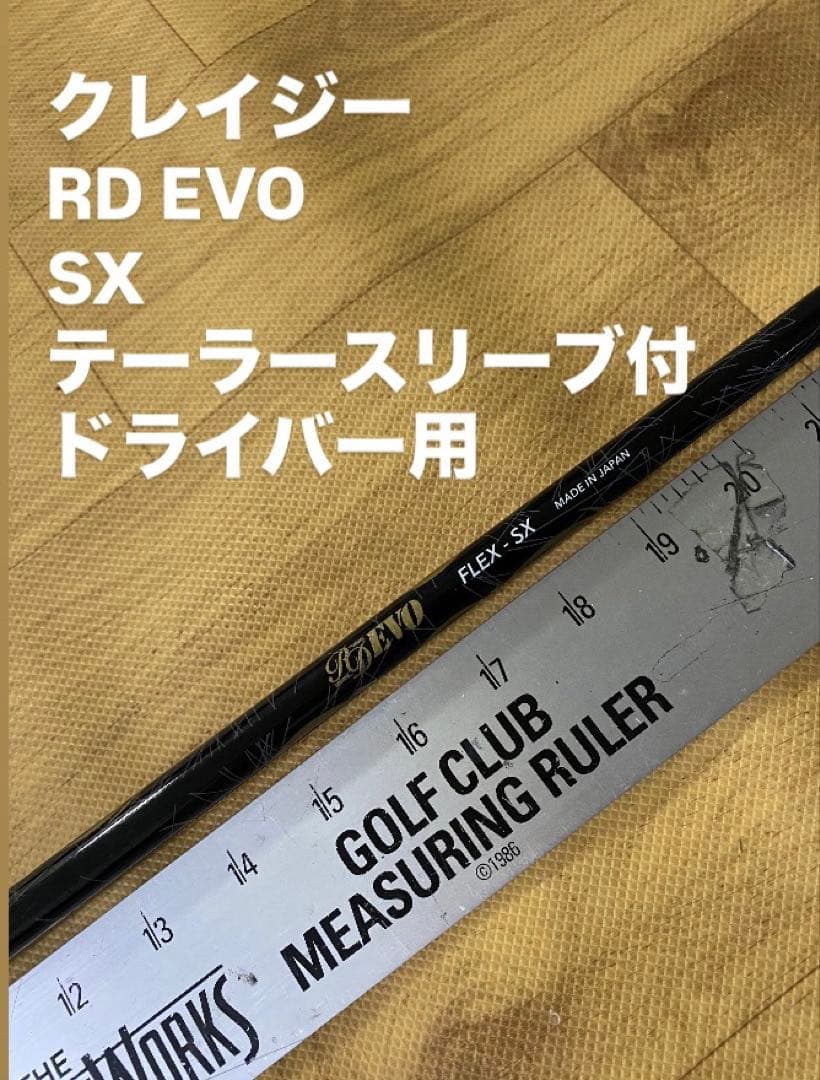 クレイジー
RD EVO
SX
テーラースリーブ付
ドライバー用
RD EVO
FLEX - SX
MADE IN JAPAN
12
13
14
15
16
17
18
19
20
GOLF CLUB
MEASURING RULER
©1986
THE
WORKS